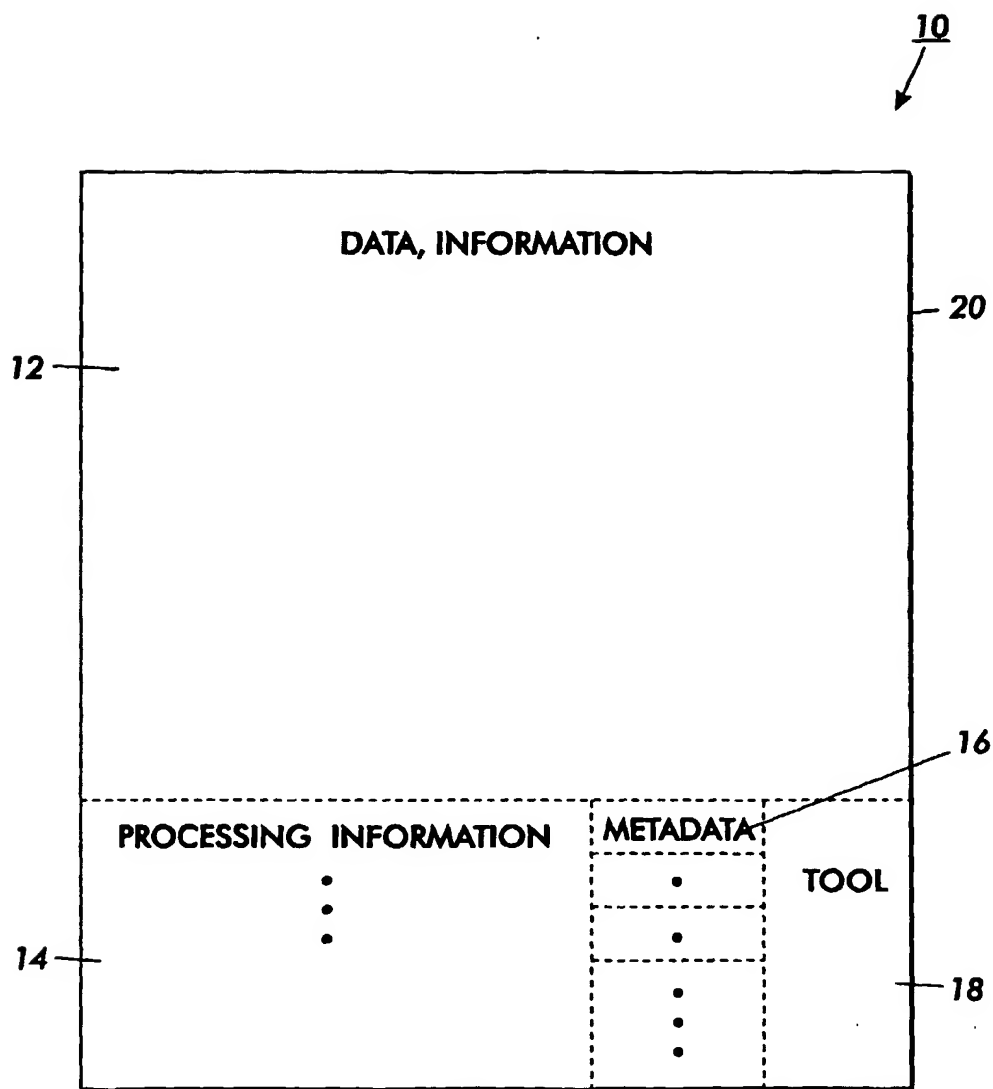 10
DATA, INFORMATION
20
12
16
PROCESSING INFORMATION
METADATA
TOOL
14
18